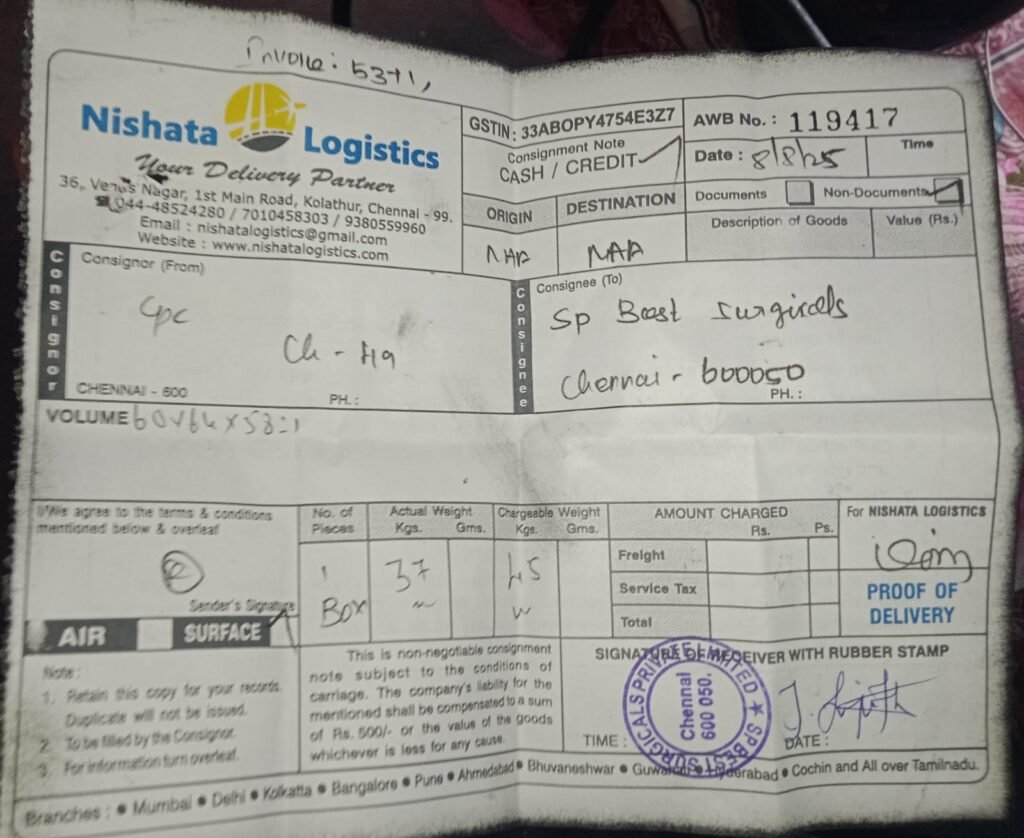 Invoice: 5371,
Nishata Logistics
Your Delivery Partner
36, Venus Nagar, 1st Main Road, Kolathur, Chennai - 99.
044-48524280 / 7010458303 / 9380559960
Email : nishatalogistics@gmail.com
Website : www.nishatalogistics.com
GSTIN: 33ABOPY4754E3Z7
Consignment Note
CASH / CREDIT
ORIGIN
DESTINATION
MAA
MAA
AWB No. : 119417
Date : 8/8/25
Time
Documents
Non-Documents
Description of Goods
Value (Rs.)
Consignor
Consignor (From)
Cpc
CHENNAI - 600
PH. :
Consignee
Consignee (To)
Sp Best Surgicals
Chennai - 600050
PH. :
VOLUME 60x64x58=1
I/We agree to the terms & conditions
mentioned below & overleaf
Sender's Signature
AIR
SURFACE
No. of
Pieces
1
Box
Actual Weight
Kgs. Gms.
37
Chargeable Weight
Kgs. Gms.
45
AMOUNT CHARGED
Rs. Ps.
Freight
Service Tax
Total
For NISHATA LOGISTICS
PROOF OF
DELIVERY
Note :
1. Retain this copy for your records.
Duplicate will not be issued.
2. To be filled by the Consignor.
3. For information turn overleaf.
This is non-negotiable consignment
note subject to the conditions of
carriage. The company's liability for the
mentioned shall be compensated to a sum
of Rs. 500/- or the value of the goods
whichever is less for any cause.
SIGNATURE OF RECEIVER WITH RUBBER STAMP
SP BEST SURGICALS PRIVATE LIMITED
Chennai
600 050.
TIME :
DATE :
Branches : ● Mumbai ● Delhi ● Kolkatta ● Bangalore ● Pune ● Ahmedabad ● Bhuvaneshwar ● Guwahati ● Hyderabad ● Cochin and All over Tamilnadu.